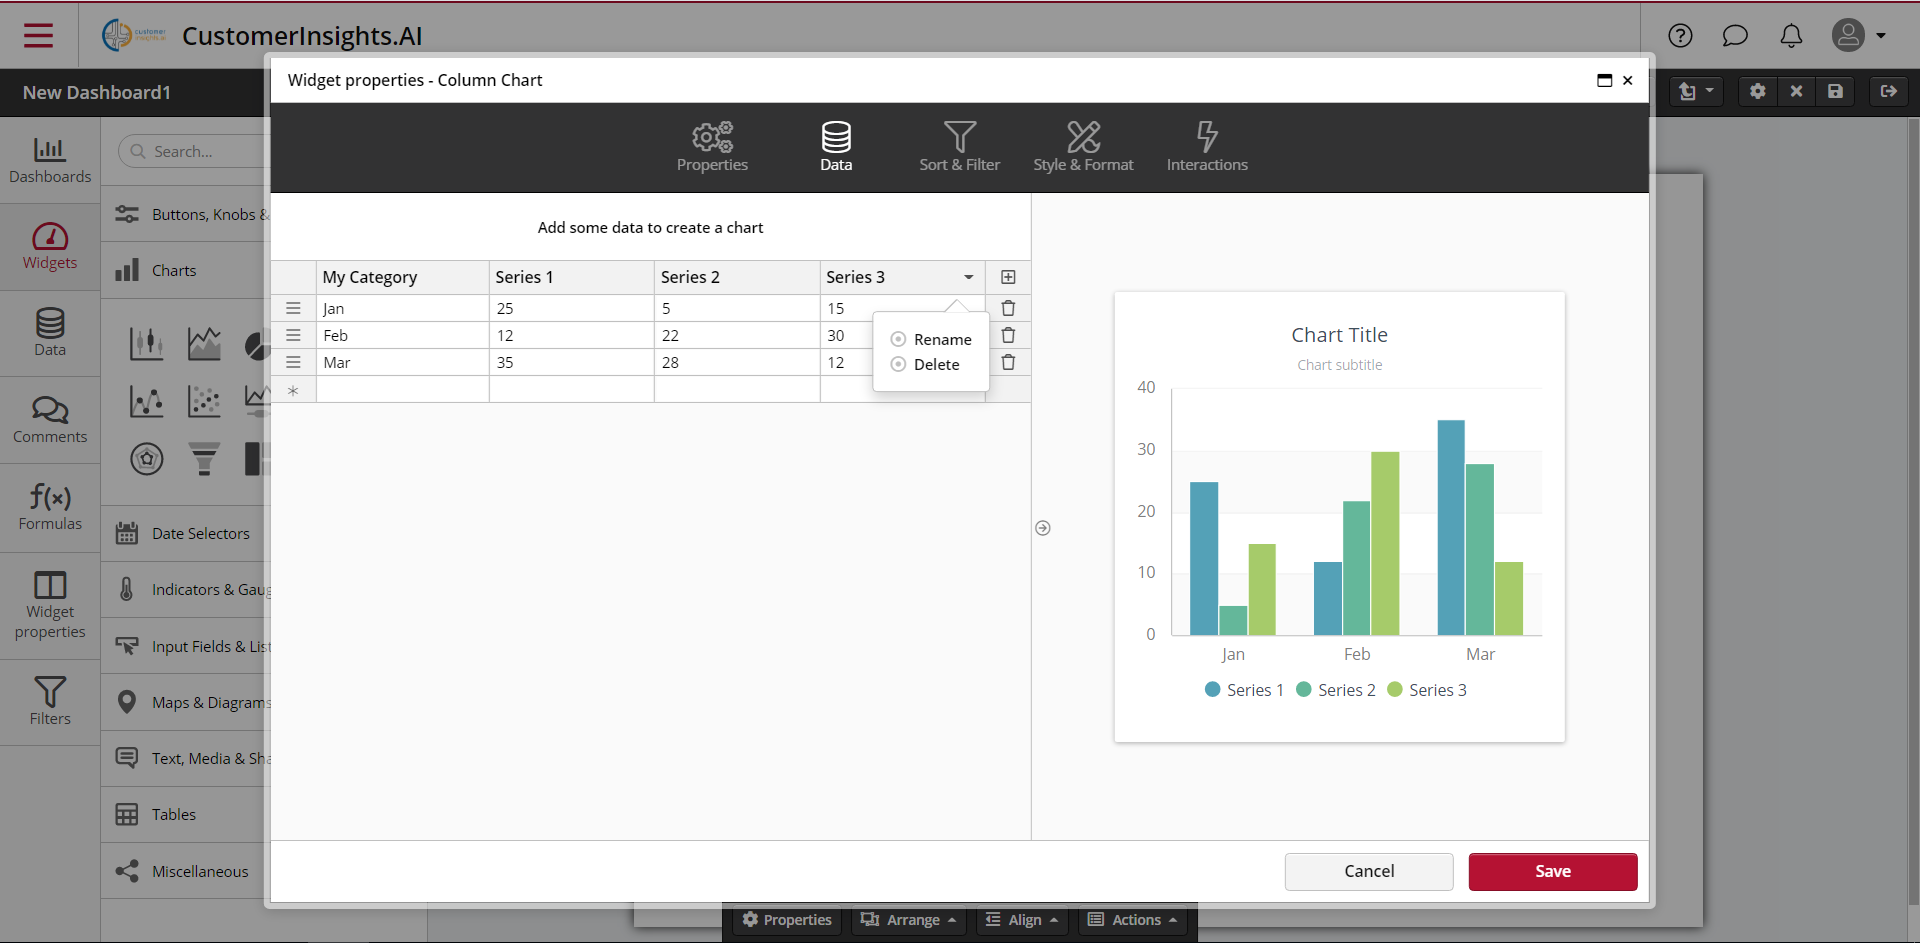 customer
insights.ai
CustomerInsights.AI
New Dashboard1
Widget properties - Column Chart
Properties
Data
Sort & Filter
Style & Format
Interactions
Dashboards
Widgets
Data
Comments
Formulas
Widget
properties
Filters
Search...
Buttons, Knobs &
Charts
Date Selectors
Indicators & Gaug
Input Fields & List
Maps & Diagrams
Text, Media & Sha
Tables
Miscellaneous
Add some data to create a chart
My Category Series 1 Series 2 Series 3
Jan 25 5 15
Feb 12 22 30
Mar 35 28 12
Rename
Delete
Chart Title
Chart subtitle
40
30
20
10
0
Jan Feb Mar
Series 1 Series 2 Series 3
Cancel Save
Properties Arrange Align Actions